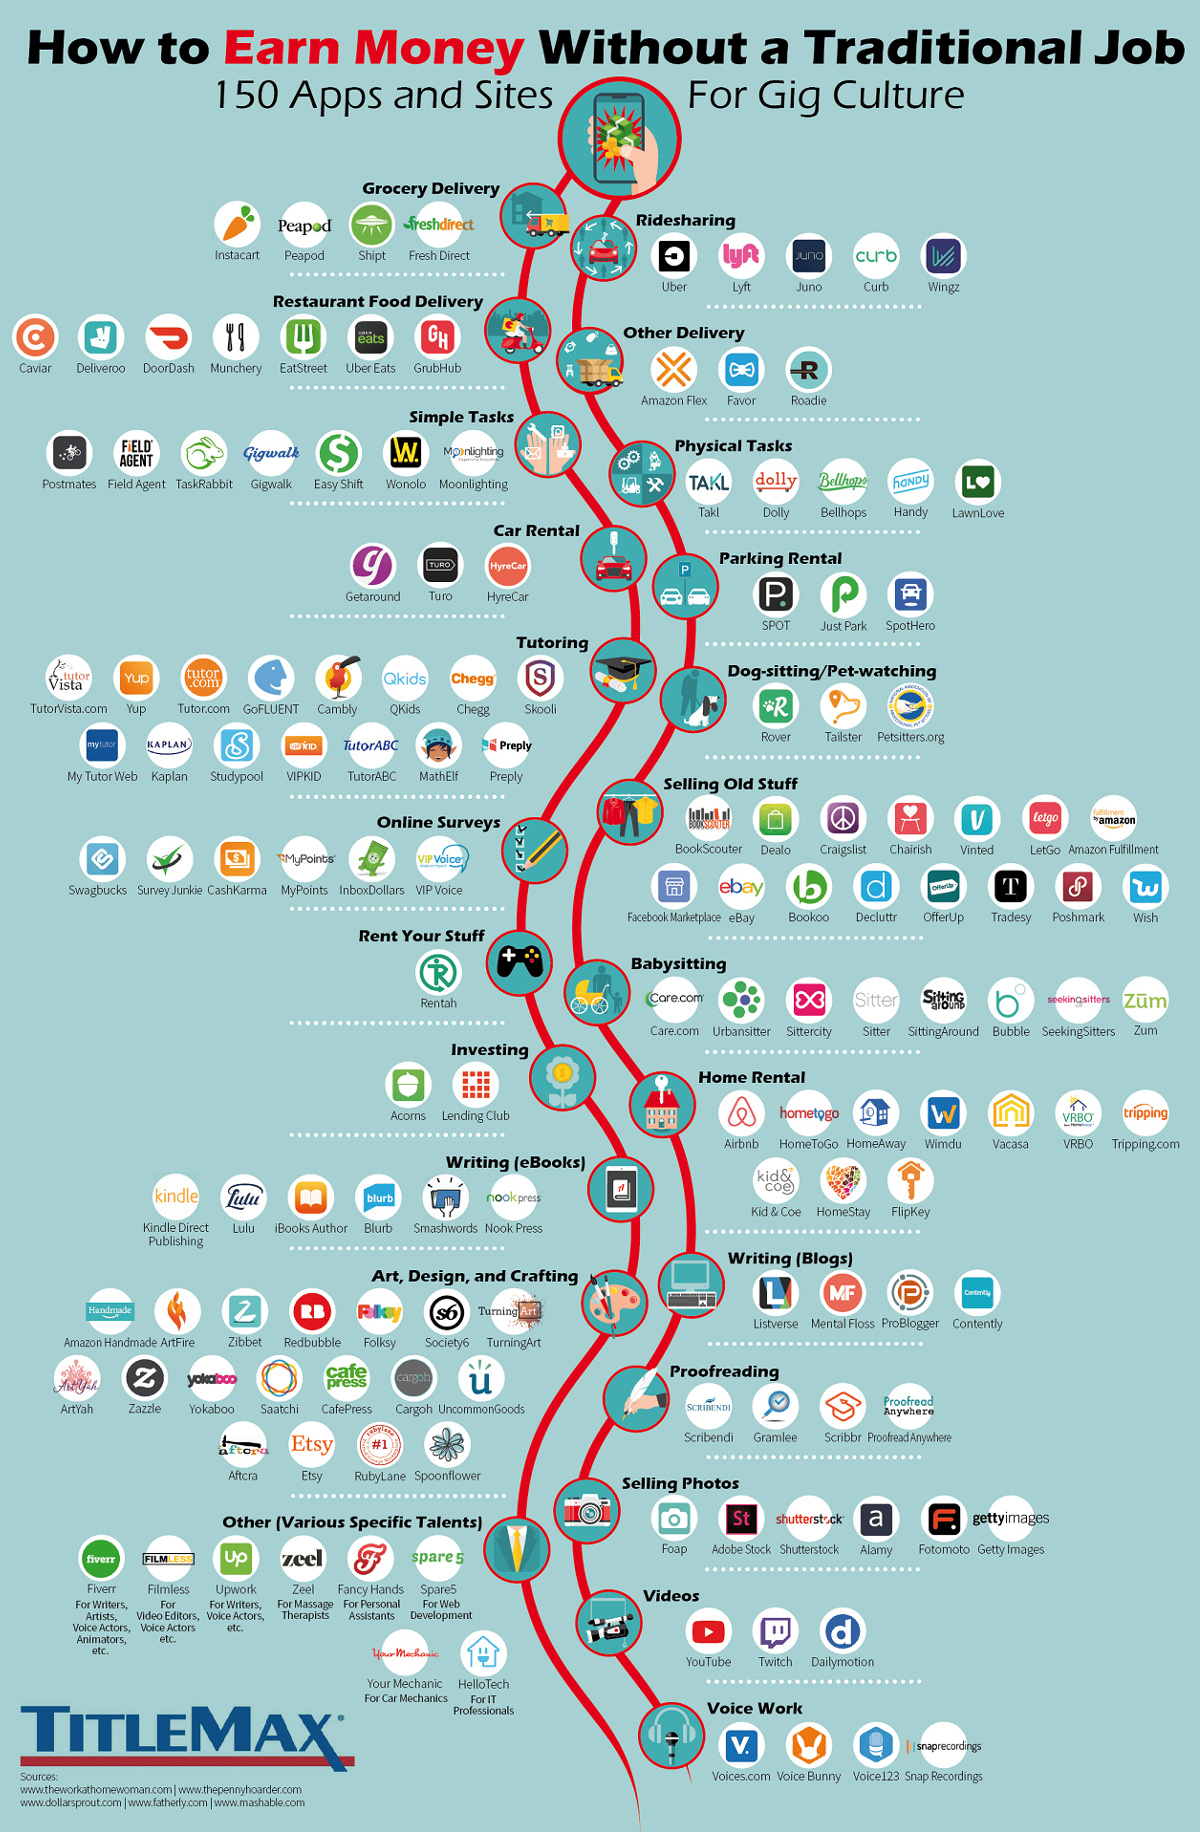 How to Earn Money Without a Traditional Job
150 Apps and Sites For Gig Culture
Grocery Delivery
Instacart Peapod Shipt Fresh Direct
Ridesharing
Uber Lyft Juno Curb Wingz
Restaurant Food Delivery
Caviar Deliveroo DoorDash Munchery EatStreet Uber Eats GrubHub
Other Delivery
Amazon Flex Favor Roadie
Simple Tasks
Postmates Field Agent TaskRabbit Gigwalk Easy Shift Wonolo Moonlighting
Physical Tasks
Takl Dolly Bellhops Handy LawnLove
Car Rental
Getaround Turo HyreCar
Parking Rental
SPOT Just Park SpotHero
Tutoring
TutorVista.com Yup Tutor.com GoFLUENT Cambly QKids Chegg Skooli
My Tutor Web Kaplan Studypool VIPKID TutorABC MathElf Preply
Dog-sitting/Pet-watching
Rover Tailster Petsitters.org
Selling Old Stuff
BookScouter Dealo Craigslist Chairish Vinted LetGo Amazon Fulfillment
Facebook Marketplace eBay Bookoo Decluttr OfferUp Tradesy Poshmark Wish
Online Surveys
Swagbucks Survey Junkie CashKarma MyPoints InboxDollars VIP Voice
Rent Your Stuff
Rentah
Babysitting
Care.com Urbansitter Sittercity Sitter SittingAround Bubble SeekingSitters Zum
Investing
Acorns Lending Club
Home Rental
Airbnb HomeToGo HomeAway Wimdu Vacasa VRBO Tripping.com
Kid & Coe HomeStay FlipKey
Writing (eBooks)
Kindle Direct Publishing Lulu iBooks Author Blurb Smashwords Nook Press
Writing (Blogs)
Listverse Mental Floss ProBlogger Contently
Art, Design, and Crafting
Amazon Handmade ArtFire Zibbet Redbubble Folksy Society6 TurningArt
ArtYah Zazzle Yokaboo Saatchi CafePress Cargoh UncommonGoods
Aftcra Etsy RubyLane Spoonflower
Proofreading
Scribendi Gramlee Scribbr Proofread Anywhere
Selling Photos
Foap Adobe Stock Shutterstock Alamy Fotomoto Getty Images
Other (Various Specific Talents)
Fiverr
For Writers,
Artists,
Voice Actors,
Animators,
etc.
Filmless
For
Video Editors,
Voice Actors
etc.
Upwork
For Writers,
Voice Actors,
etc.
Zeel
For Massage
Therapists
Fancy Hands
For Personal
Assistants
Spare5
For Web
Development
Your Mechanic
For Car Mechanics
HelloTech
For IT
Professionals
Videos
YouTube Twitch Dailymotion
Voice Work
Voices.com Voice Bunny Voice123 Snap Recordings
TITLEMAX
Sources:
www.theworkathomewoman.com | www.thepennyhoarder.com
www.dollarsprout.com | www.fatherly.com | www.mashable.com